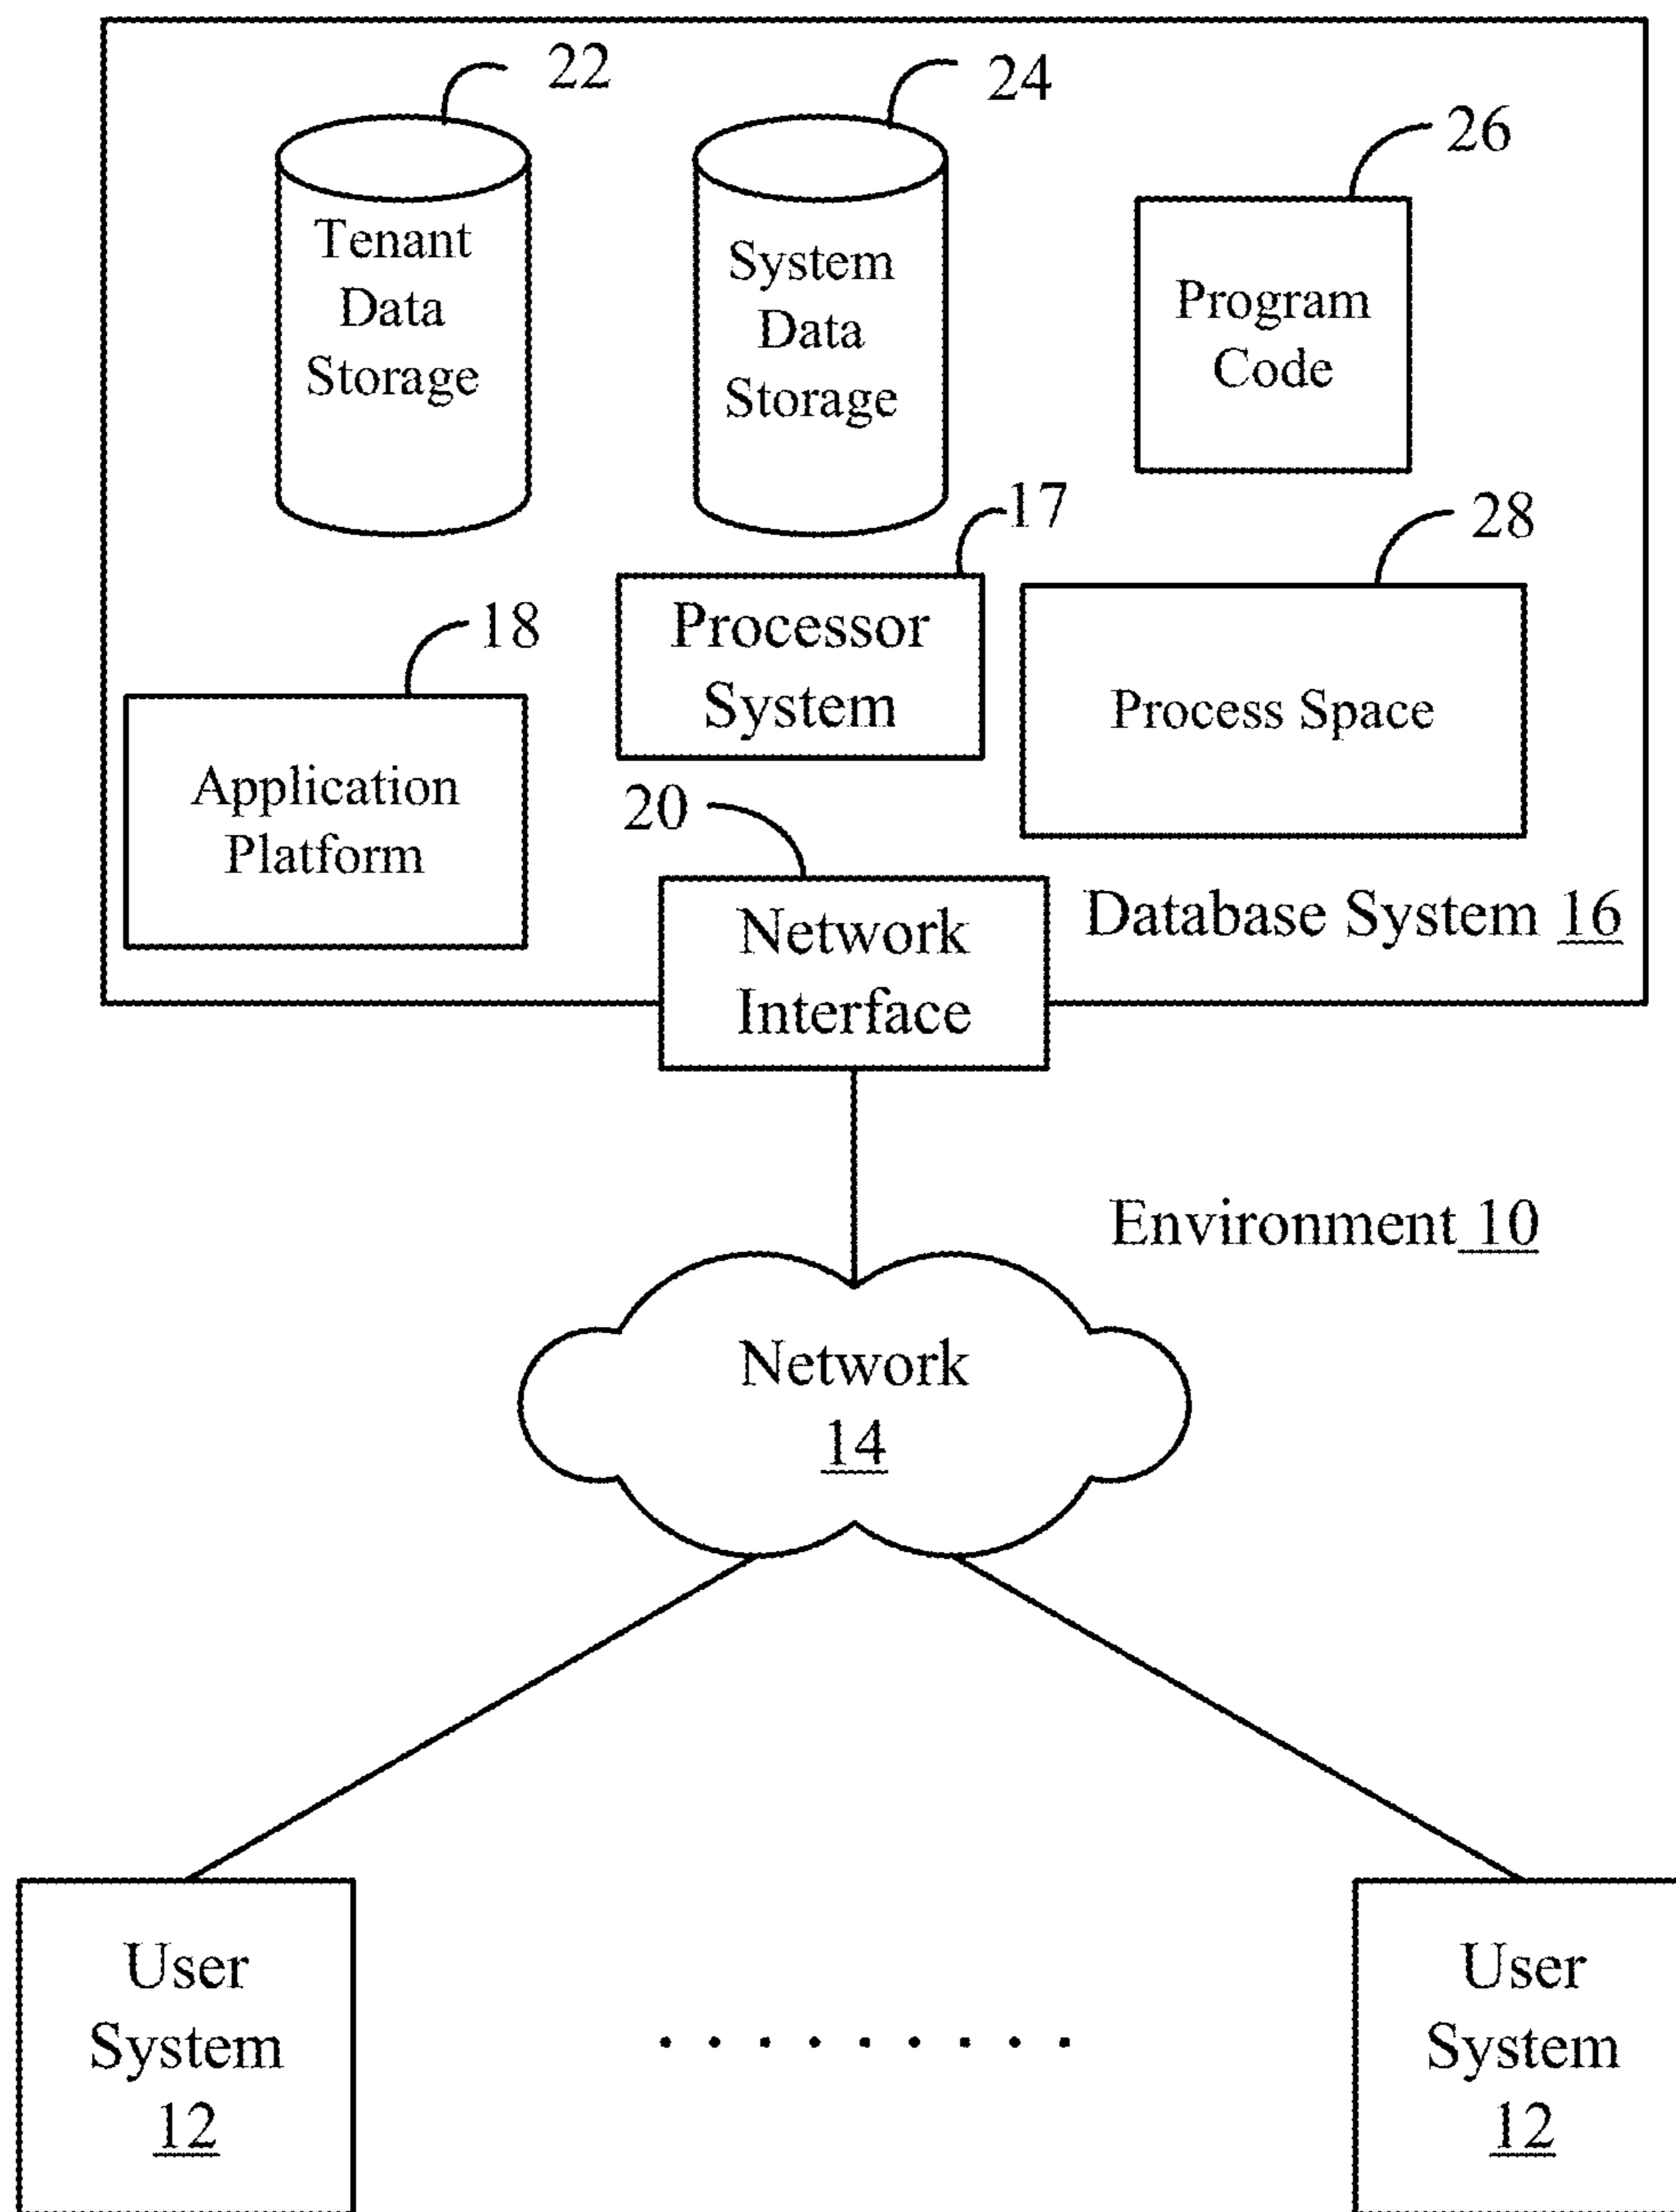 22
24
26
Tenant
Data
Storage
System
Data
Storage
Program
Code
17
28
18
Processor
System
Process Space
Application
Platform
20
Network
Interface
Database System 16
Environment 10
Network
14
User
System
12
User
System
12